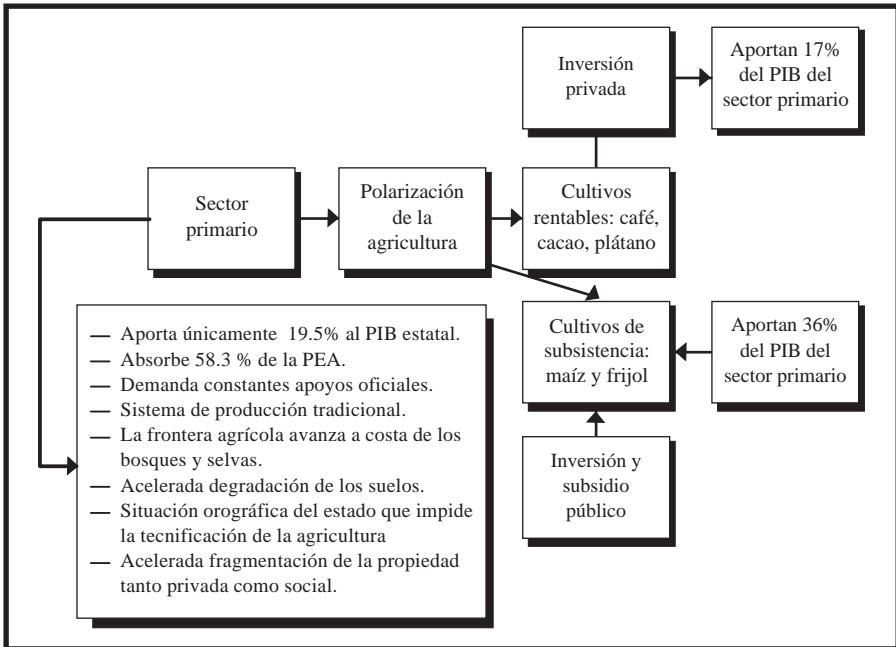 Inversión
privada
Aportan 17%
del PIB del
sector primario
Sector
primario
Polarización
de la
agricultura
Cultivos
rentables: café,
cacao, plátano
Cultivos de
subsistencia:
maíz y frijol
Aportan 36%
del PIB del
sector primario
Inversión y
subsidio
público
— Aporta únicamente 19.5% al PIB estatal.
— Absorbe 58.3 % de la PEA.
— Demanda constantes apoyos oficiales.
— Sistema de producción tradicional.
— La frontera agrícola avanza a costa de los
bosques y selvas.
— Acelerada degradación de los suelos.
— Situación orográfica del estado que impide
la tecnificación de la agricultura
— Acelerada fragmentación de la propiedad
tanto privada como social.